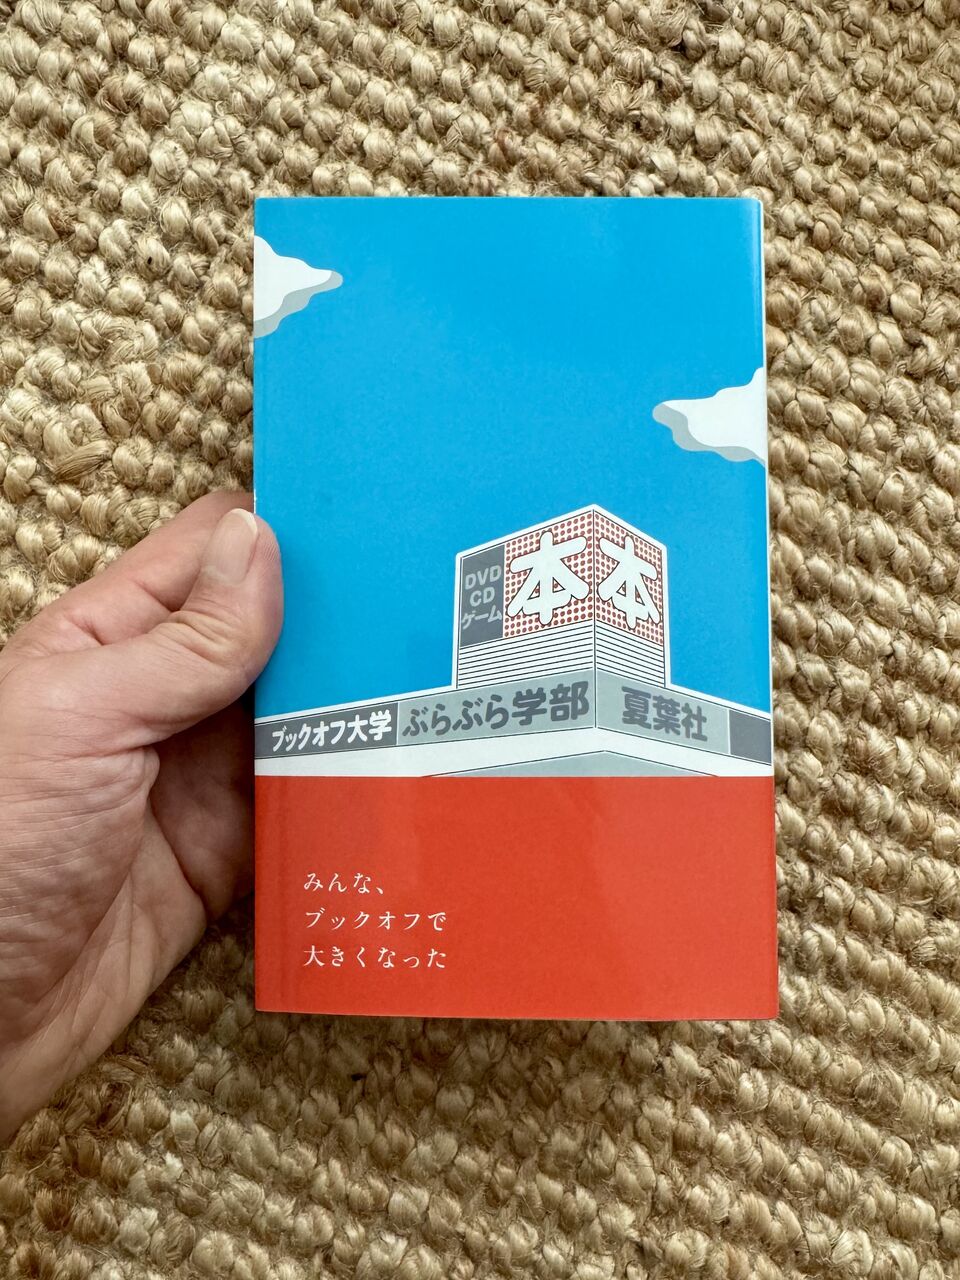 DVD
CD
ゲーム
本本
ブックオフ大学 ぶらぶら学部 夏葉社
みんな、
ブックオフで
大きくなった